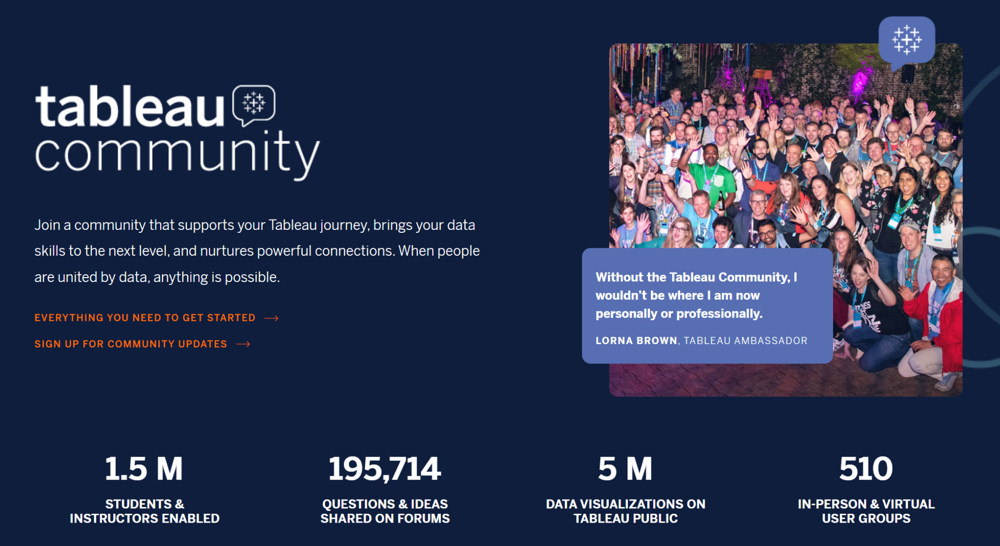 tableau
community
Join a community that supports your Tableau journey, brings your data
skills to the next level, and nurtures powerful connections. When people
are united by data, anything is possible.
EVERYTHING YOU NEED TO GET STARTED →
SIGN UP FOR COMMUNITY UPDATES →
Without the Tableau Community, I
wouldn’t be where I am now
personally or professionally.
LORNA BROWN, TABLEAU AMBASSADOR
1.5 M
STUDENTS &
INSTRUCTORS ENABLED
195,714
QUESTIONS & IDEAS
SHARED ON FORUMS
5 M
DATA VISUALIZATIONS ON
TABLEAU PUBLIC
510
IN-PERSON & VIRTUAL
USER GROUPS